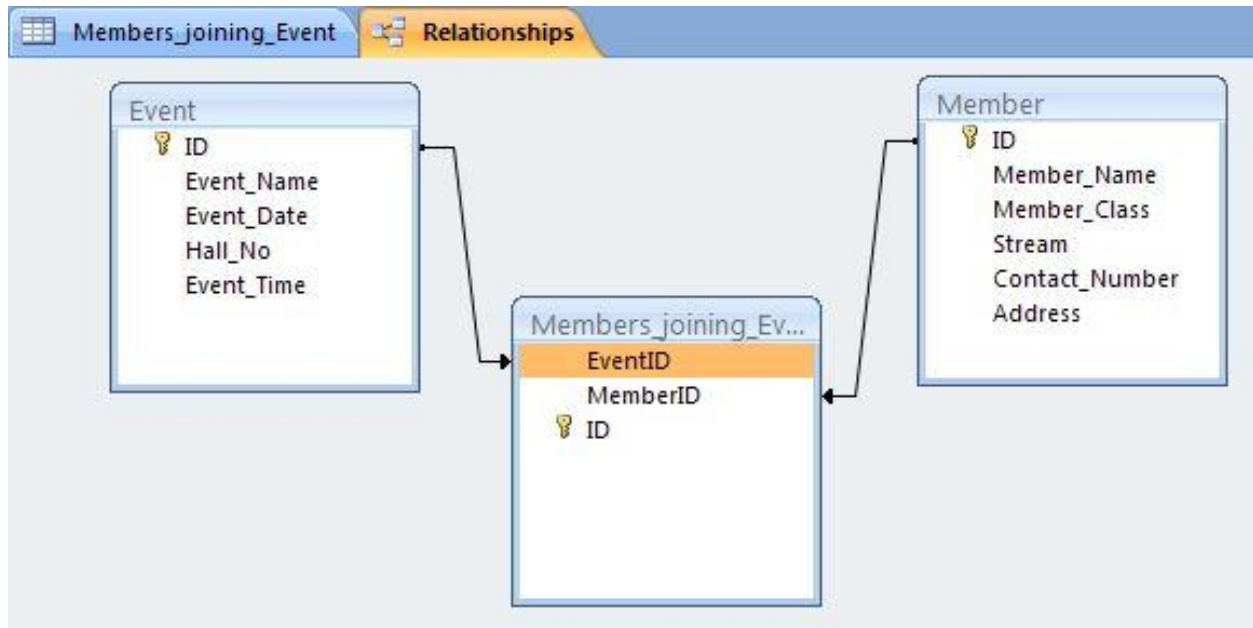 Members_joining_Event
Relationships
Event
ID
Event_Name
Event_Date
Hall_No
Event_Time
Member
ID
Member_Name
Member_Class
Stream
Contact_Number
Address
Members_joining_Ev...
EventID
MemberID
ID